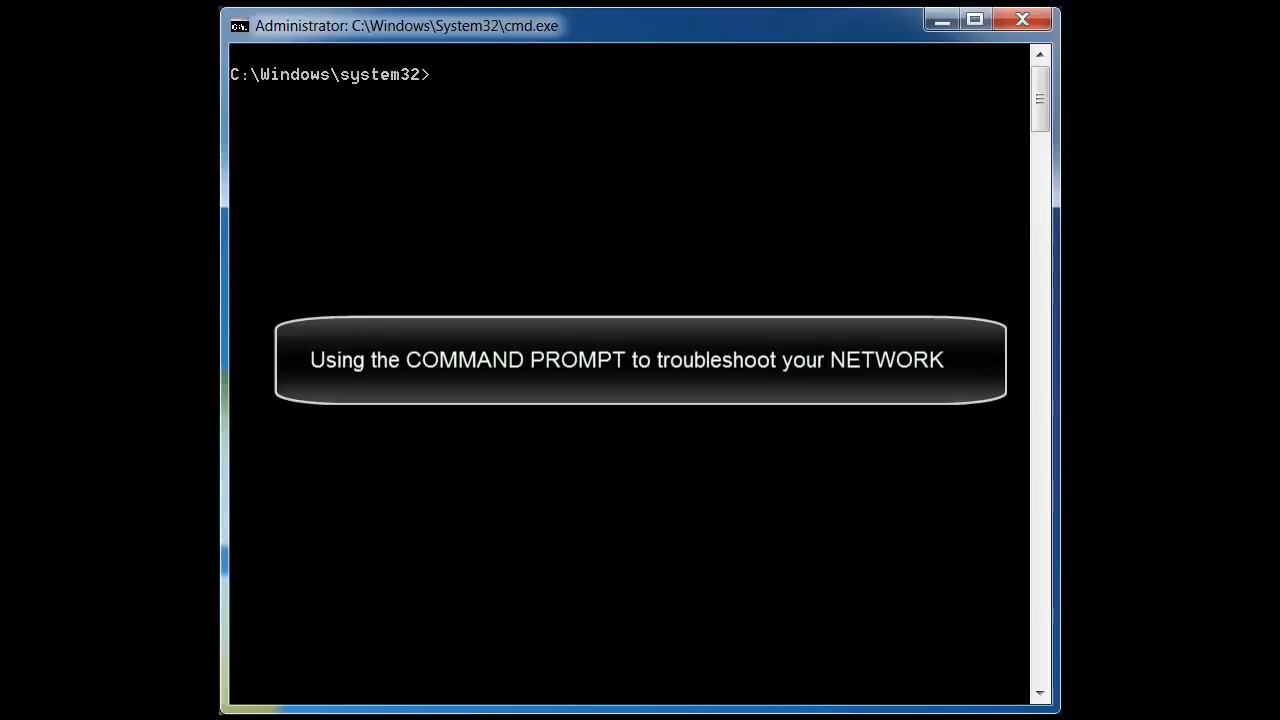 Administrator: C:\Windows\System32\cmd.exe
C:\Windows\system32>
Using the COMMAND PROMPT to troubleshoot your NETWORK